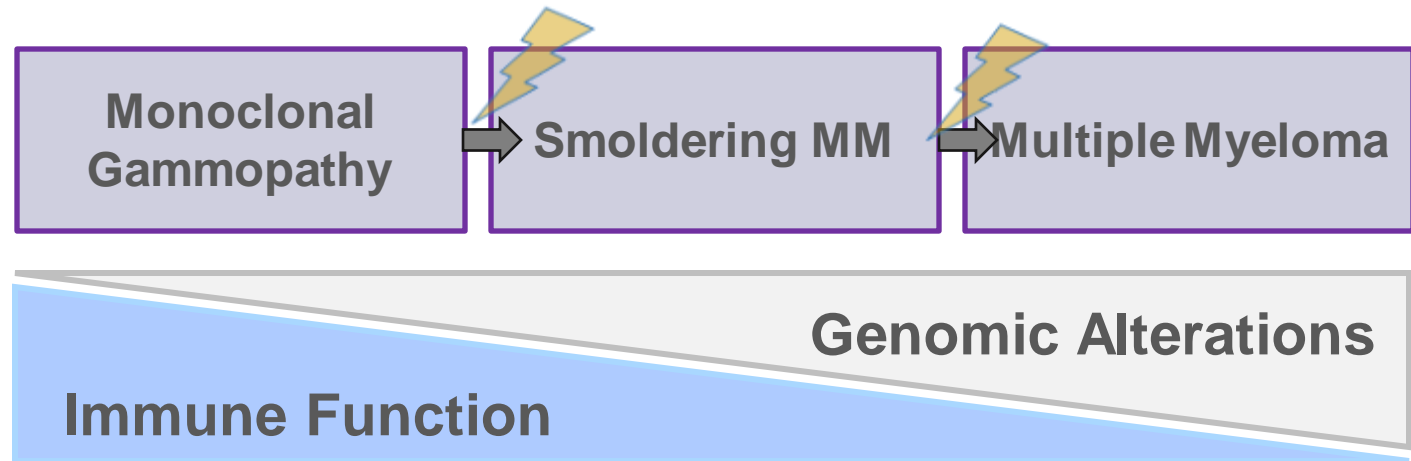 Monoclonal
Gammopathy
Smoldering MM
Multiple Myeloma
Genomic Alterations
Immune Function